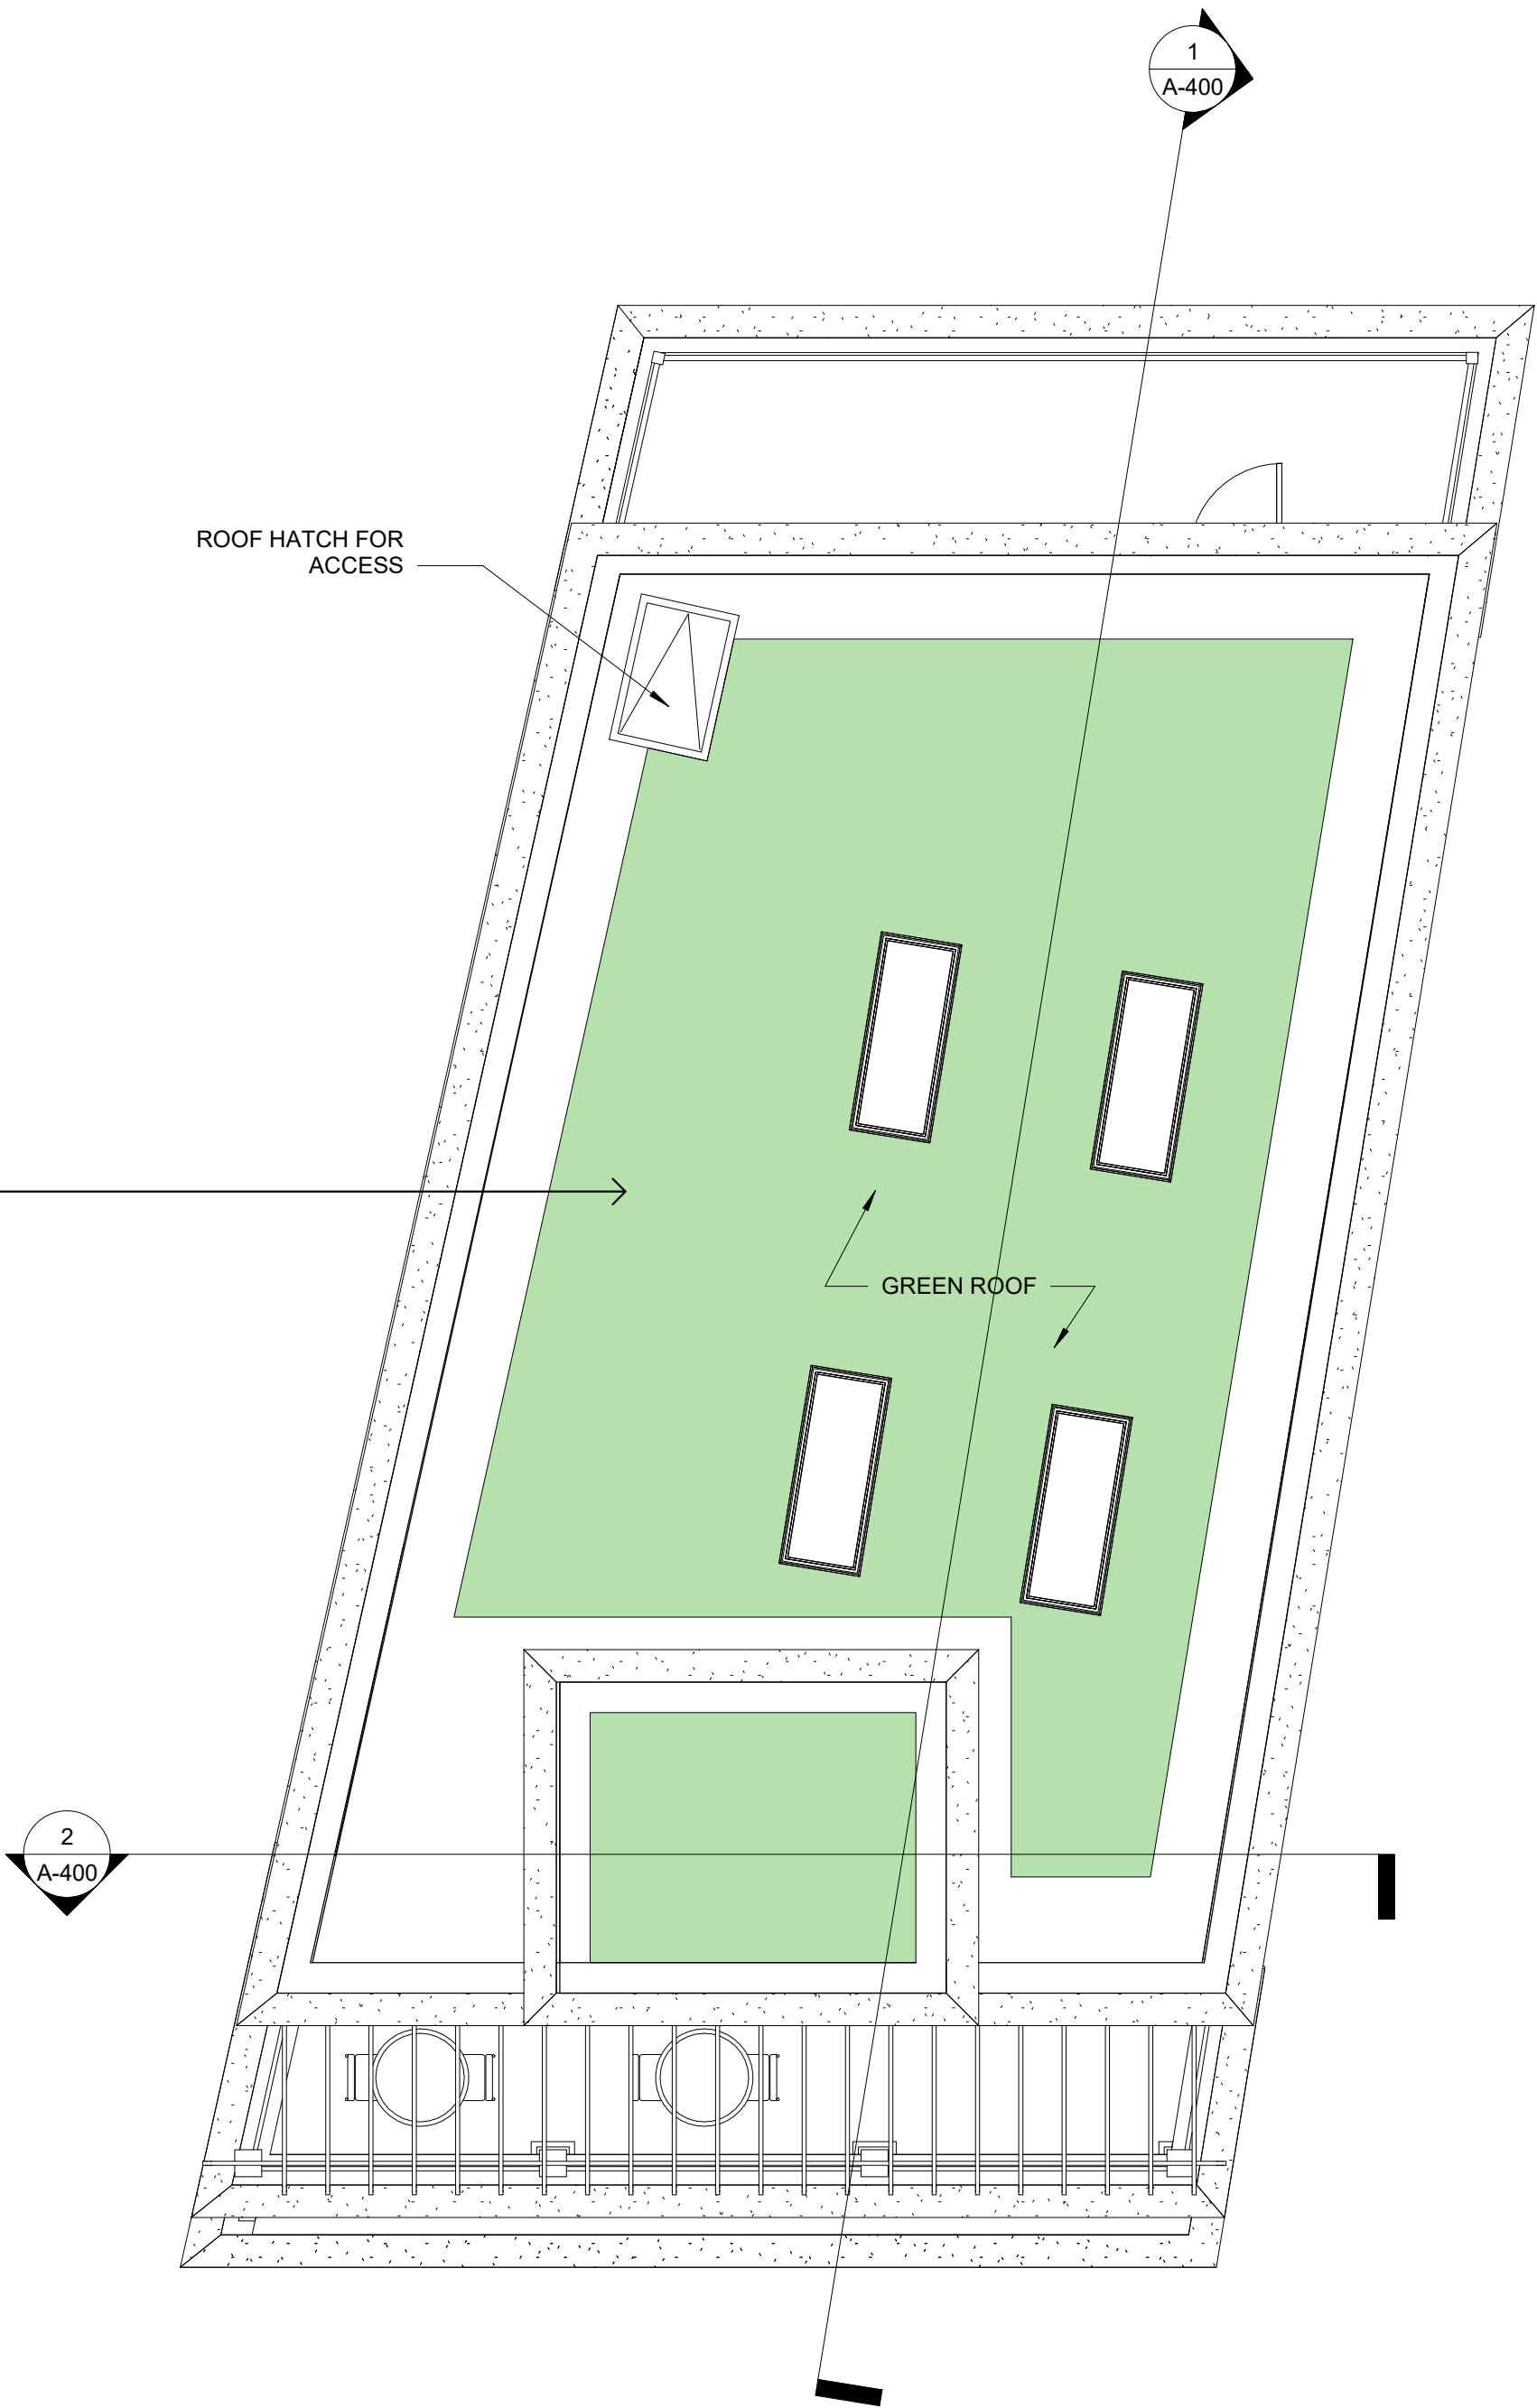 1
A-400
ROOF HATCH FOR
ACCESS
GREEN ROOF
2
A-400